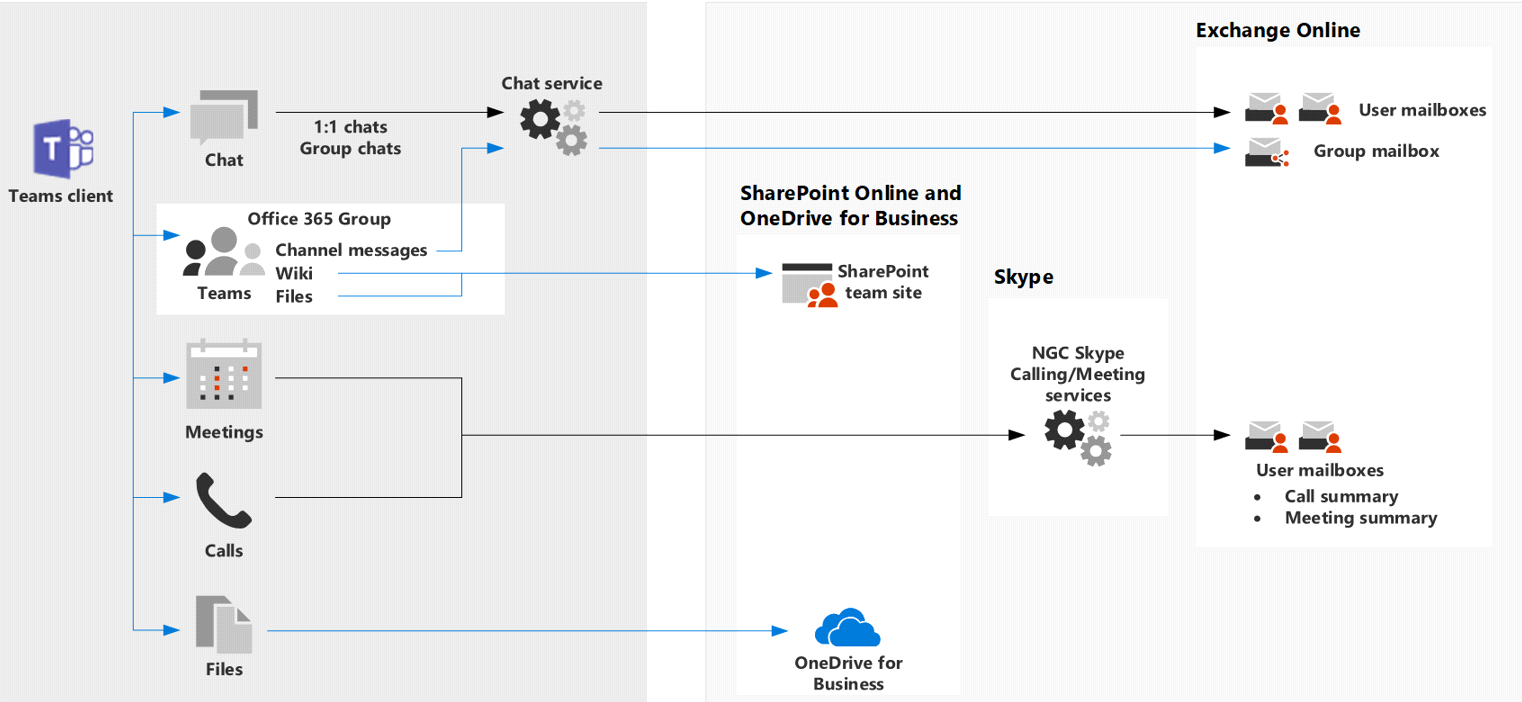 Exchange Online
Chat service
User mailboxes
1:1 chats
Group chats
Chat
Group mailbox
T
Teams client
SharePoint Online and
OneDrive for Business
Office 365 Group
Channel messages
Wiki
Files
Teams
SharePoint
team site
Skype
NGC Skype
Calling/Meeting
services
Meetings
User mailboxes
• Call summary
• Meeting summary
Calls
Files
OneDrive for
Business